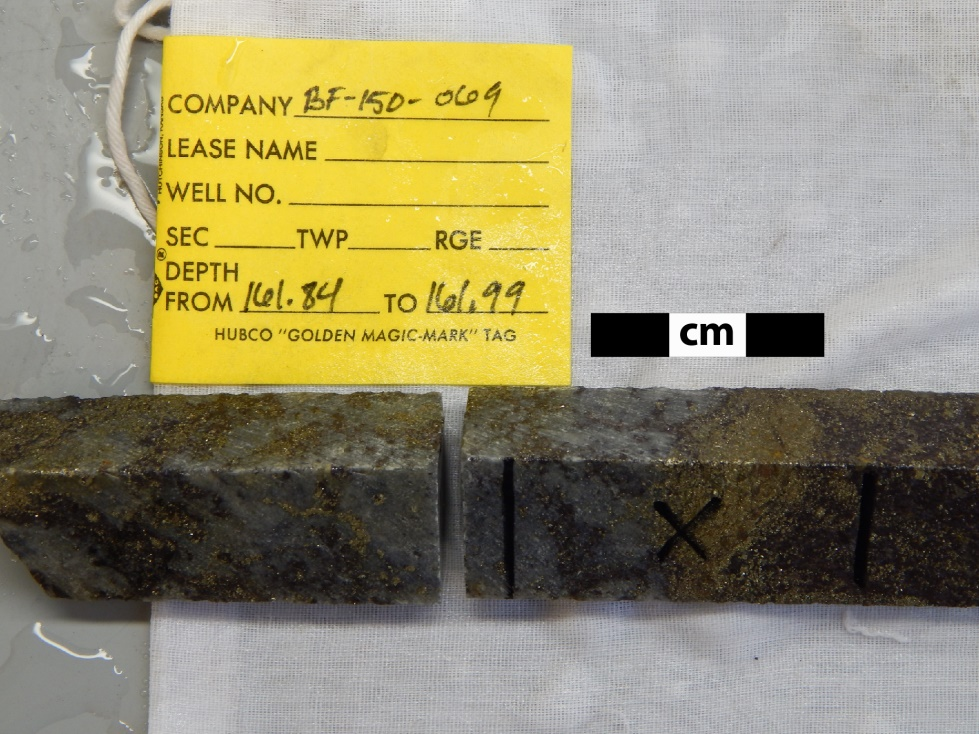 COMPANY BF-150-069
LEASE NAME
WELL NO.
SEC TWP RGE
DEPTH
FROM 161.84 TO 161.99
HUBCO "GOLDEN MAGIC-MARK" TAG
cm
X